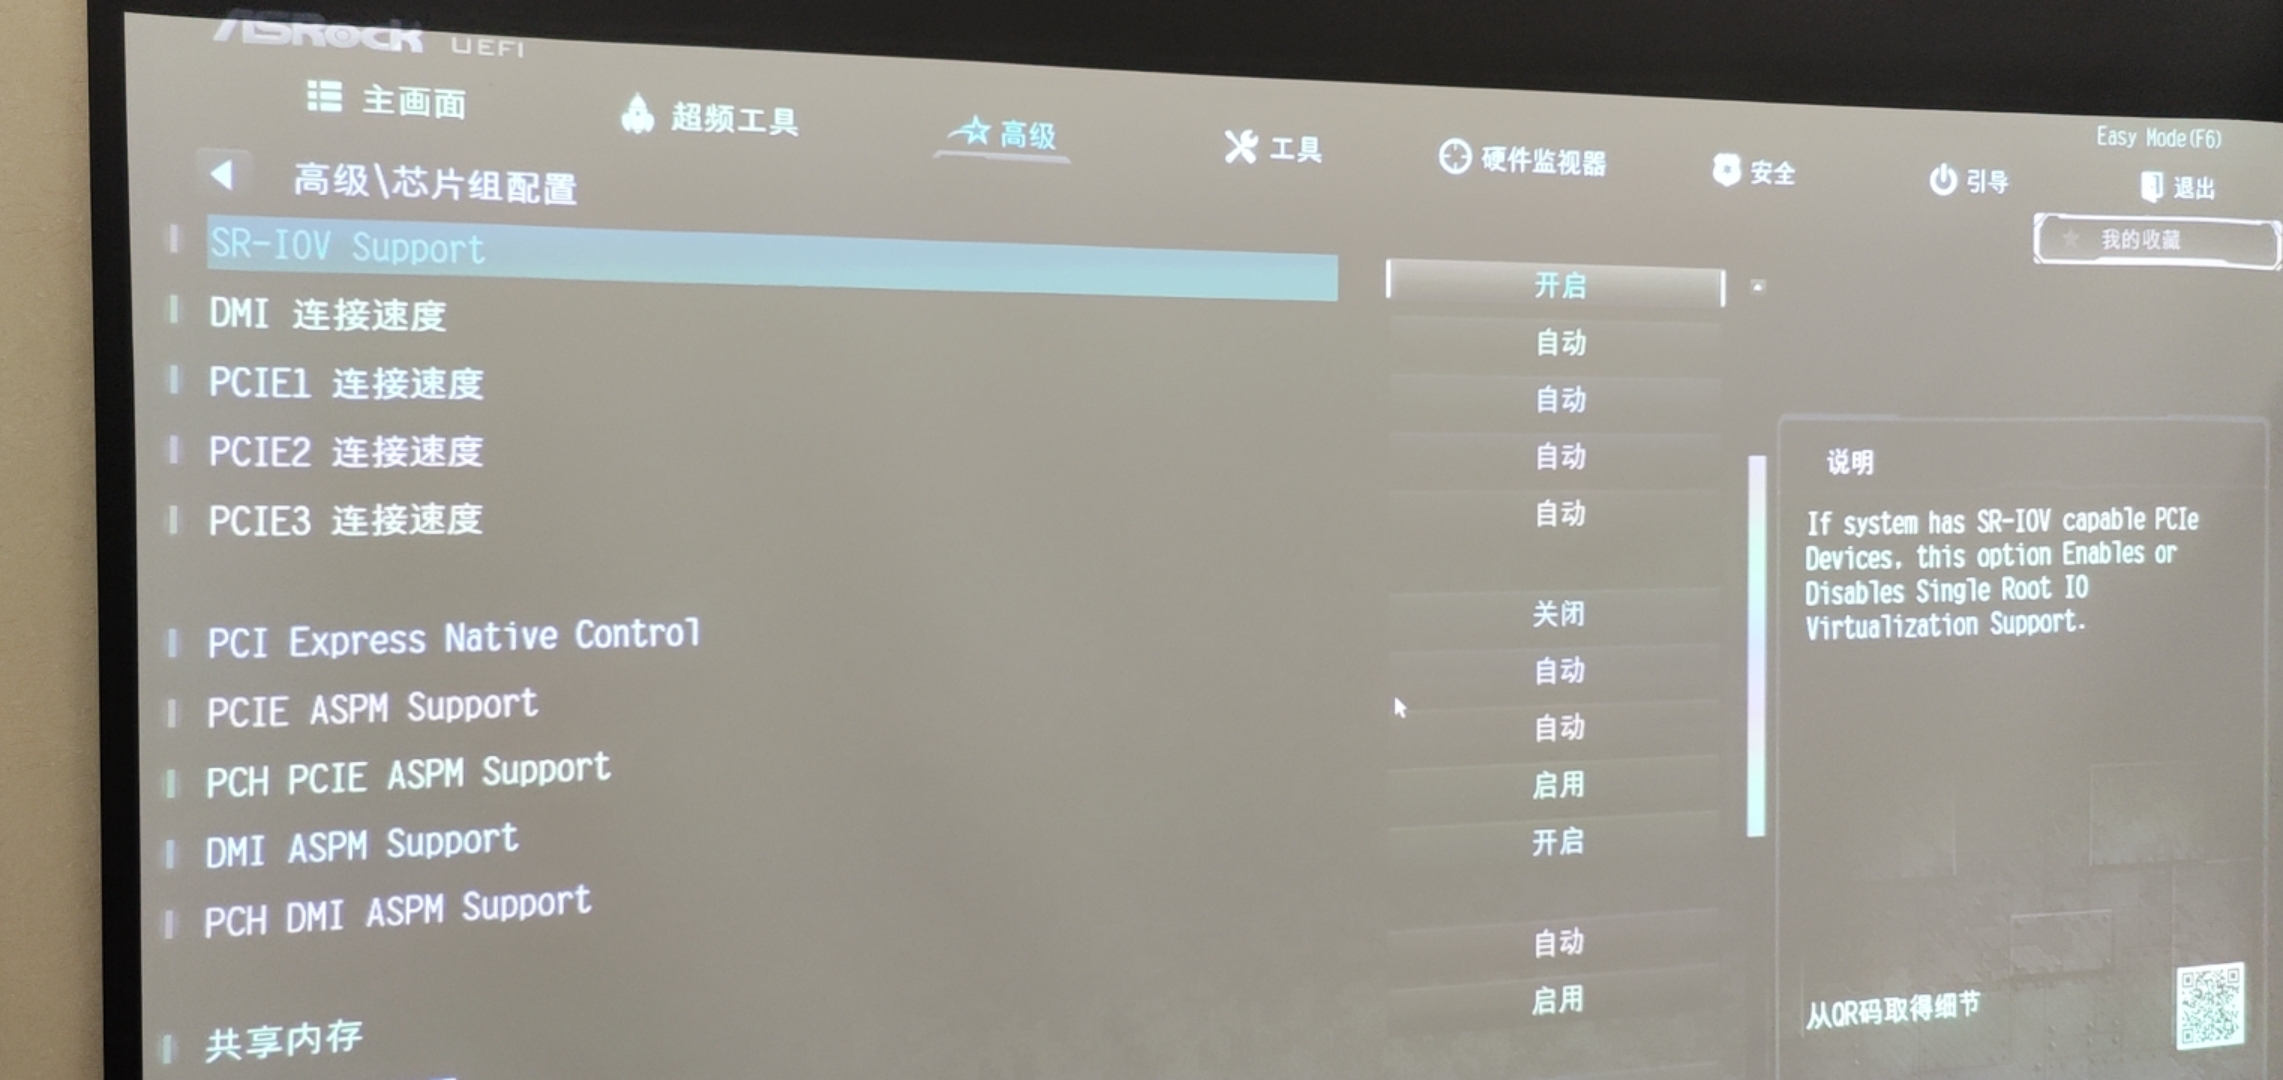 ASRock UEFI
主画面
超频工具
高级
工具
硬件监视器
安全
引导
退出
Easy Mode(F6)
高级\芯片组配置
我的收藏
SR-IOV Support 开启
DMI 连接速度 自动
PCIE1 连接速度 自动
PCIE2 连接速度 自动
PCIE3 连接速度 自动
PCI Express Native Control 关闭
PCIE ASPM Support 自动
PCH PCIE ASPM Support 自动
DMI ASPM Support 启用
PCH DMI ASPM Support 开启
共享内存 自动
启用
说明
If system has SR-IOV capable PCIe
Devices, this option Enables or
Disables Single Root IO
Virtualization Support.
从QR码取得细节